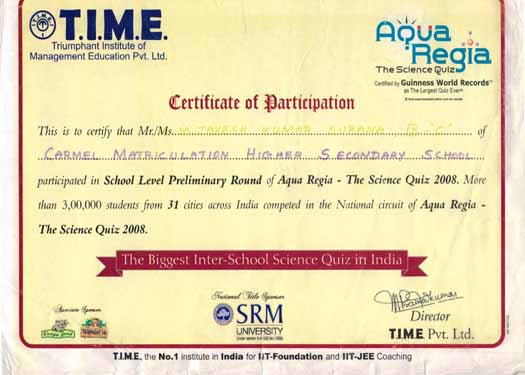 T.I.M.E.
Triumphant Institute of
Management Education Pvt. Ltd.
Aqua
Regia
The Science Quiz
Certified by Guinness World Records™
as The Largest Quiz Ever
Certificate of Participation
This is to certify that Mr/Ms. KUMAR of
CARMEL MATRICULATION HIGHER SECONDARY SCHOOL
participated in School Level Preliminary Round of Aqua Regia - The Science Quiz 2008. More
than 3,00,000 students from 31 cities across India competed in the National circuit of Aqua Regia -
The Science Quiz 2008.
The Biggest Inter-School Science Quiz in India
Associate Sponsor
National Title Sponsor
SRM
UNIVERSITY
Director
T.I.M.E. Pvt. Ltd.
T.I.M.E. the No.1 institute in India for IIT-Foundation and IIT-JEE Coaching